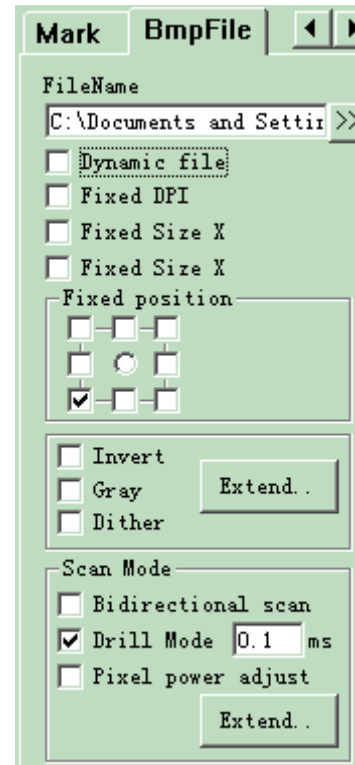 Mark BmpFile
FileName
C:\Documents and Settir >>
Dynamic file
Fixed DPI
Fixed Size X
Fixed Size X
Fixed position
Invert
Gray
Extend..
Dither
Scan Mode
Bidirectional scan
Drill Mode 0.1 ms
Pixel power adjust
Extend..